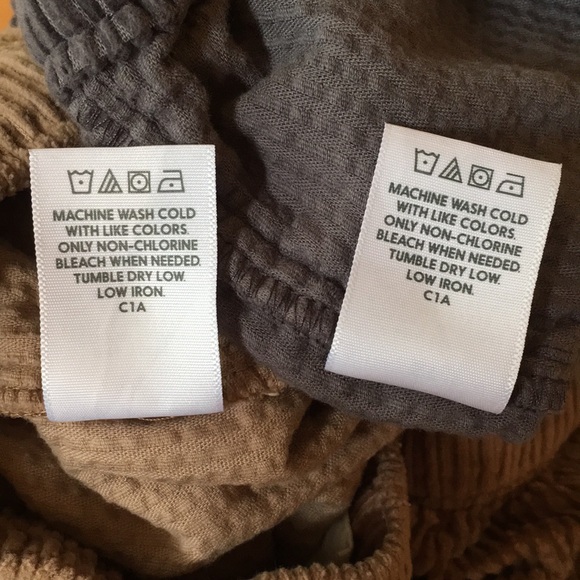 MACHINE WASH COLD
WITH LIKE COLORS.
ONLY NON-CHLORINE
BLEACH WHEN NEEDED.
TUMBLE DRY LOW.
LOW IRON.
C1A
MACHINE WASH COLD
WITH LIKE COLORS.
ONLY NON-CHLORINE
BLEACH WHEN NEEDED.
TUMBLE DRY LOW.
LOW IRON.
C1A